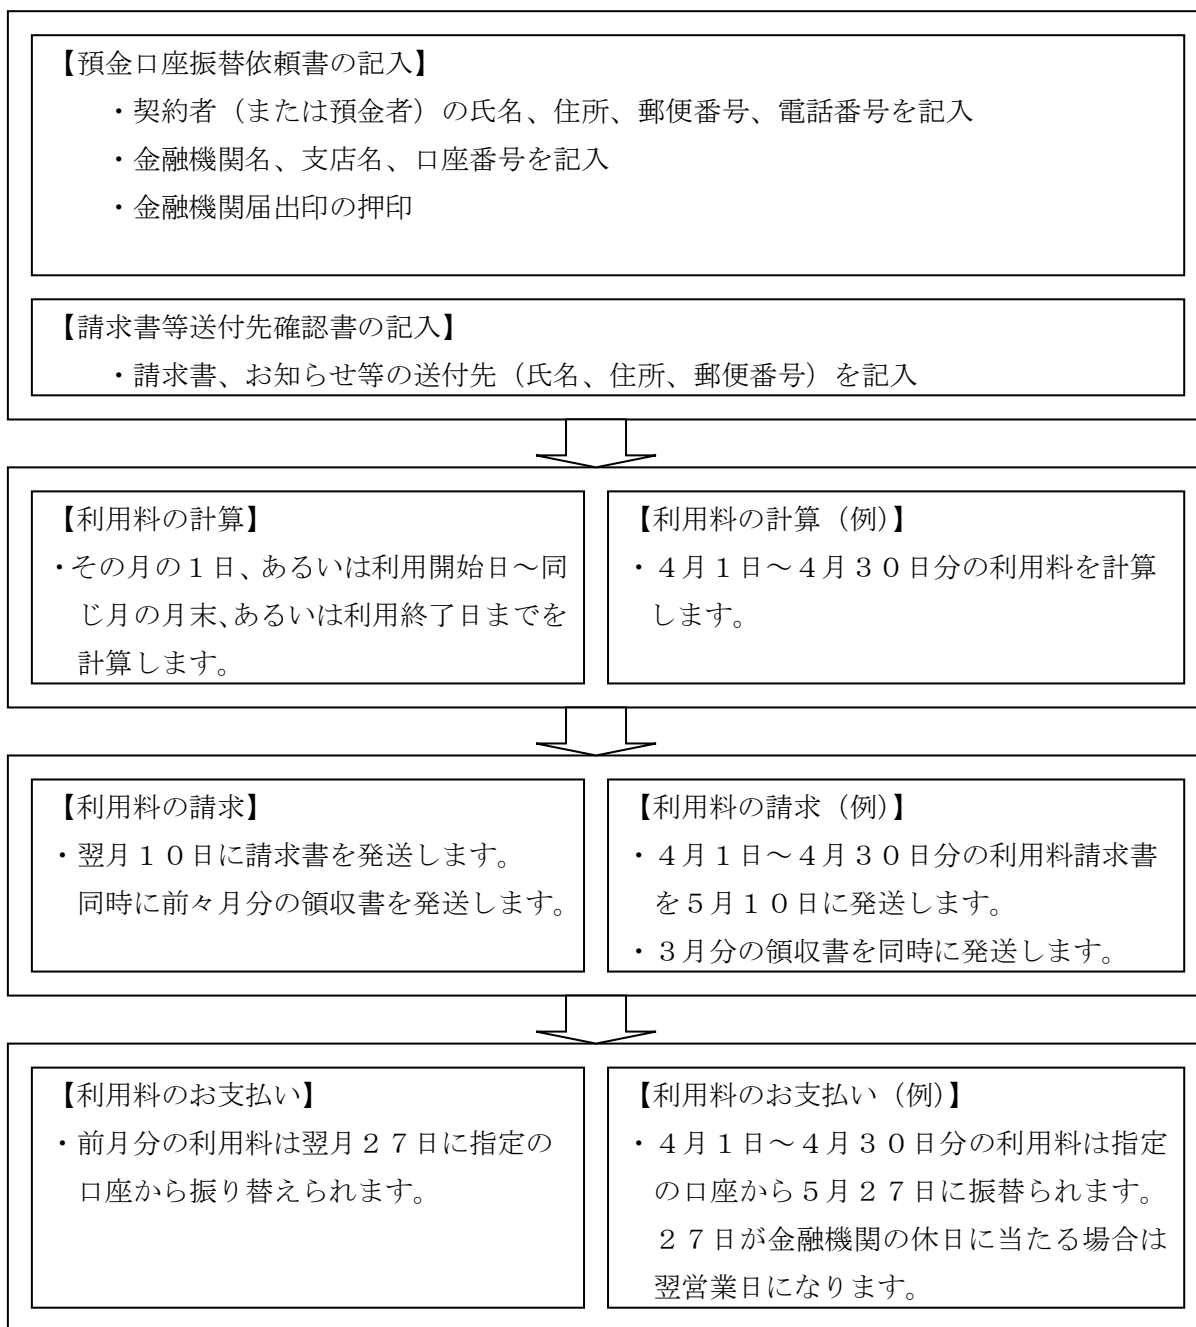 【預金口座振替依頼書の記入】
・契約者（または預金者）の氏名、住所、郵便番号、電話番号を記入
・金融機関名、支店名、口座番号を記入
・金融機関届出印の押印
【請求書等送付先確認書の記入】
・請求書、お知らせ等の送付先（氏名、住所、郵便番号）を記入
【利用料の計算】
・その月の１日、あるいは利用開始日～同
じ月の月末、あるいは利用終了日までを
計算します。
【利用料の計算（例）】
・４月１日～４月３０日分の利用料を計算
します。
【利用料の請求】
・翌月１０日に請求書を発送します。
同時に前々月分の領収書を発送します。
【利用料の請求（例）】
・４月１日～４月３０日分の利用料請求書
を５月１０日に発送します。
・３月分の領収書を同時に発送します。
【利用料のお支払い】
・前月分の利用料は翌月２７日に指定の
口座から振り替えられます。
【利用料のお支払い（例）】
・４月１日～４月３０日分の利用料は指定
の口座から５月２７日に振替られます。
２７日が金融機関の休日に当たる場合は
翌営業日になります。